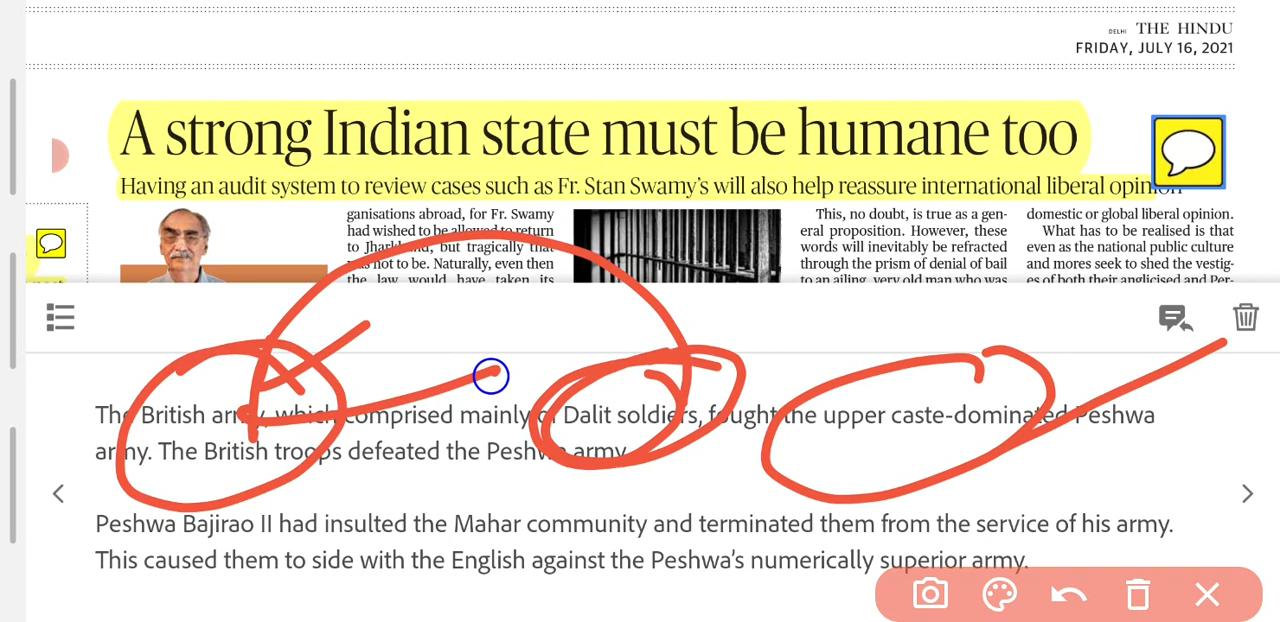 DELHI THE HINDU
FRIDAY, JULY 16, 2021
A strong Indian state must be humane too
Having an audit system to review cases such as Fr. Stan Swamy's will also help reassure international liberal opinion
ganisations abroad, for Fr. Swamy
had wished to be allowed to return
to Jharkhand, but tragically that
was not to be. Naturally, even then
the law would have taken its
This, no doubt, is true as a gen-
eral proposition. However, these
words will inevitably be refracted
through the prism of denial of bail
to an ailing, very old man who was
domestic or global liberal opinion.
What has to be realised is that
even as the national public culture
and mores seek to shed the vestig-
es of both their anglicised and Per-
The British army, which comprised mainly of Dalit soldiers, fought the upper caste-dominated Peshwa
army. The British troops defeated the Peshwa army.
Peshwa Bajirao II had insulted the Mahar community and terminated them from the service of his army.
This caused them to side with the English against the Peshwa's numerically superior army.